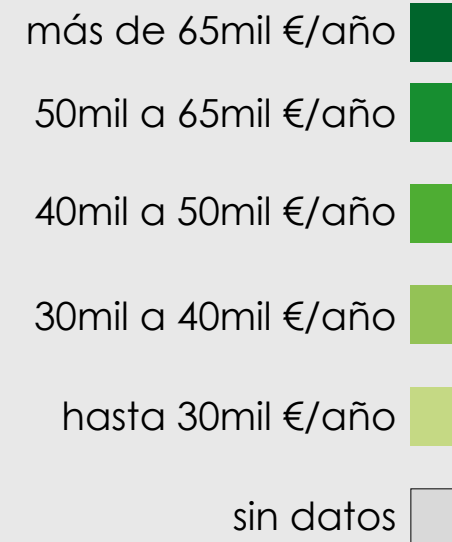 más de 65mil €/año
50mil a 65mil €/año
40mil a 50mil €/año
30mil a 40mil €/año
hasta 30mil €/año
sin datos